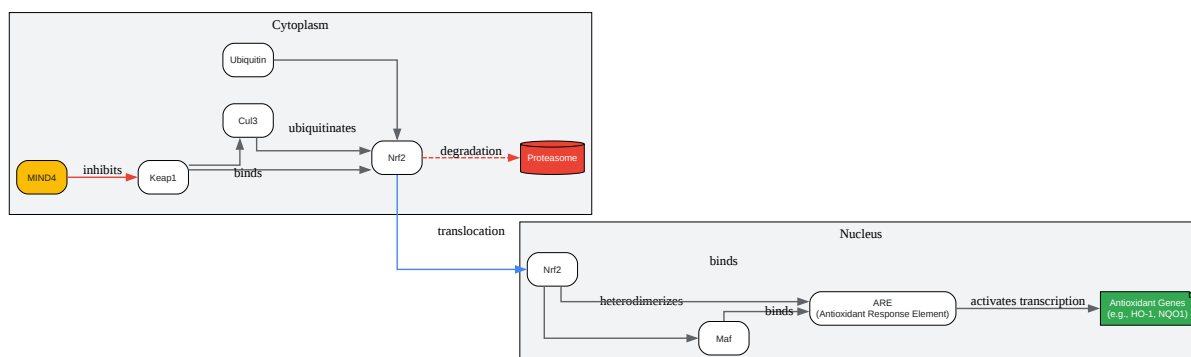 Cytoplasm
Ubiquitin
Cul3
ubiquitinates
Nrf2
degradation
Proteasome
MIND4
inhibits
Keap1
binds
translocation
Nucleus
Nrf2
binds
heterodimerizes
binds
Maf
ARE
(Antioxidant Response Element)
activates transcription
Antioxidant Genes
(e.g., HO-1, NQO1)